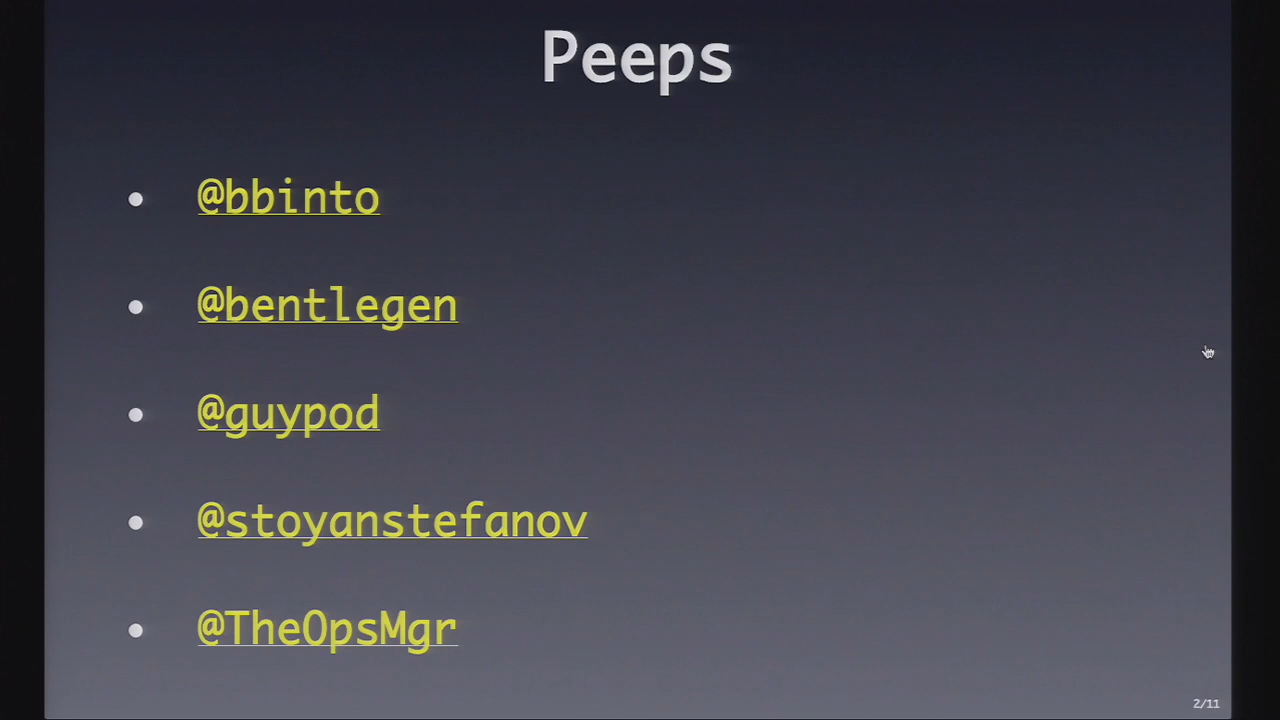 Peeps
@bbinto
@bentlegen
@guypod
@stoyanstefanov
@TheOpsMgr
2/11